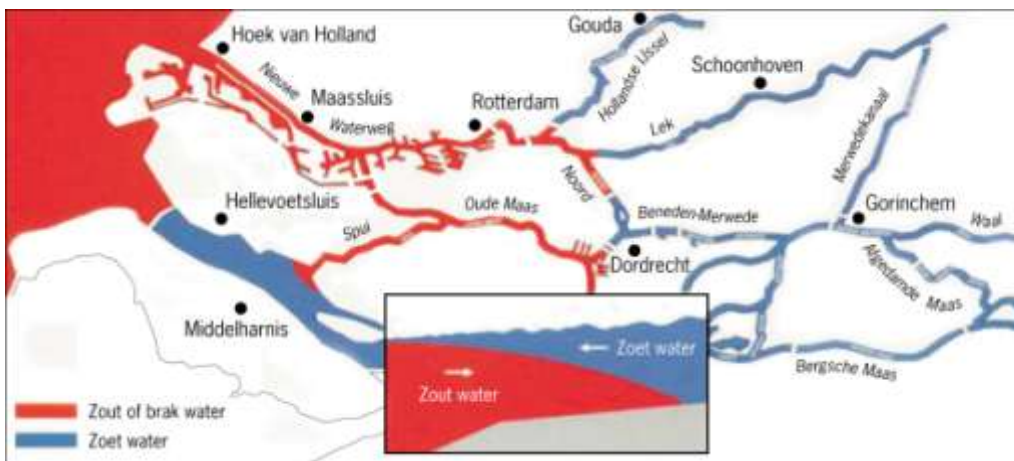 Hoek van Holland
Nieuwe
Maassluis
Waterweg
Rotterdam
Gouda
Hollandse IJssel
Schoonhoven
Lek
Merwedekanaal
Hellevoetsluis
Spui
Oude Maas
Noord
Beneden-Merwede
Gorinchem
Waal
Dordrecht
Afgedamde Maas
Middelharnis
Bergsche Maas
Zoet water
Zout water
Zout of brak water
Zoet water